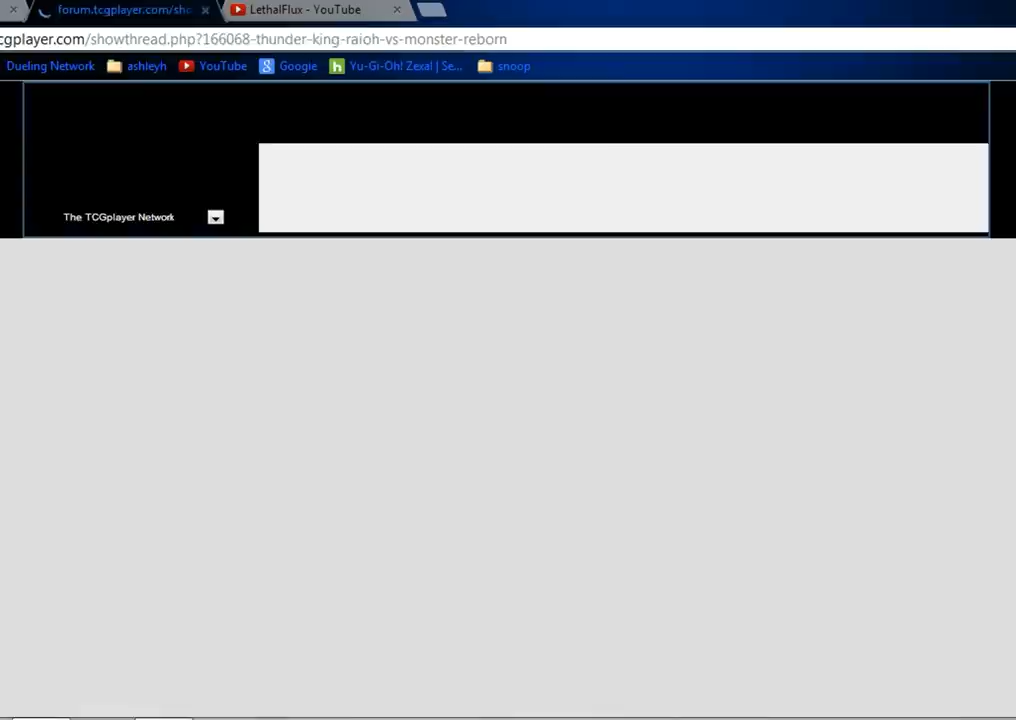 forum.tcgplayer.com/sho
LethalFlux - YouTube
cgplayer.com/showthread.php?166068-thunder-king-raioh-vs-monster-reborn
Dueling Network ashleyh YouTube Google Yu-Gi-Oh! Zexal | Se... snoop
The TCGplayer Network